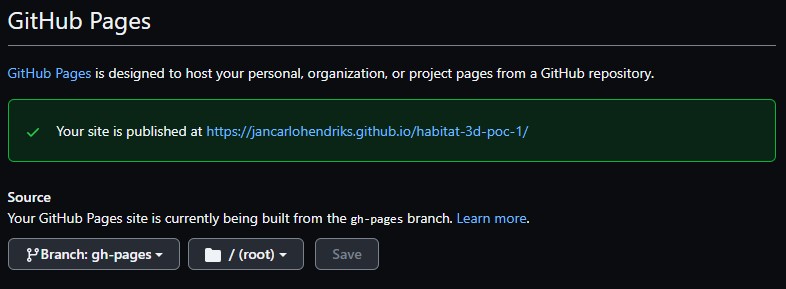 GitHub Pages
GitHub Pages is designed to host your personal, organization, or project pages from a GitHub repository.
Your site is published at https://jancarlohendriks.github.io/habitat-3d-poc-1/
Source
Your GitHub Pages site is currently being built from the gh-pages branch. Learn more.
Branch: gh-pages / (root) Save